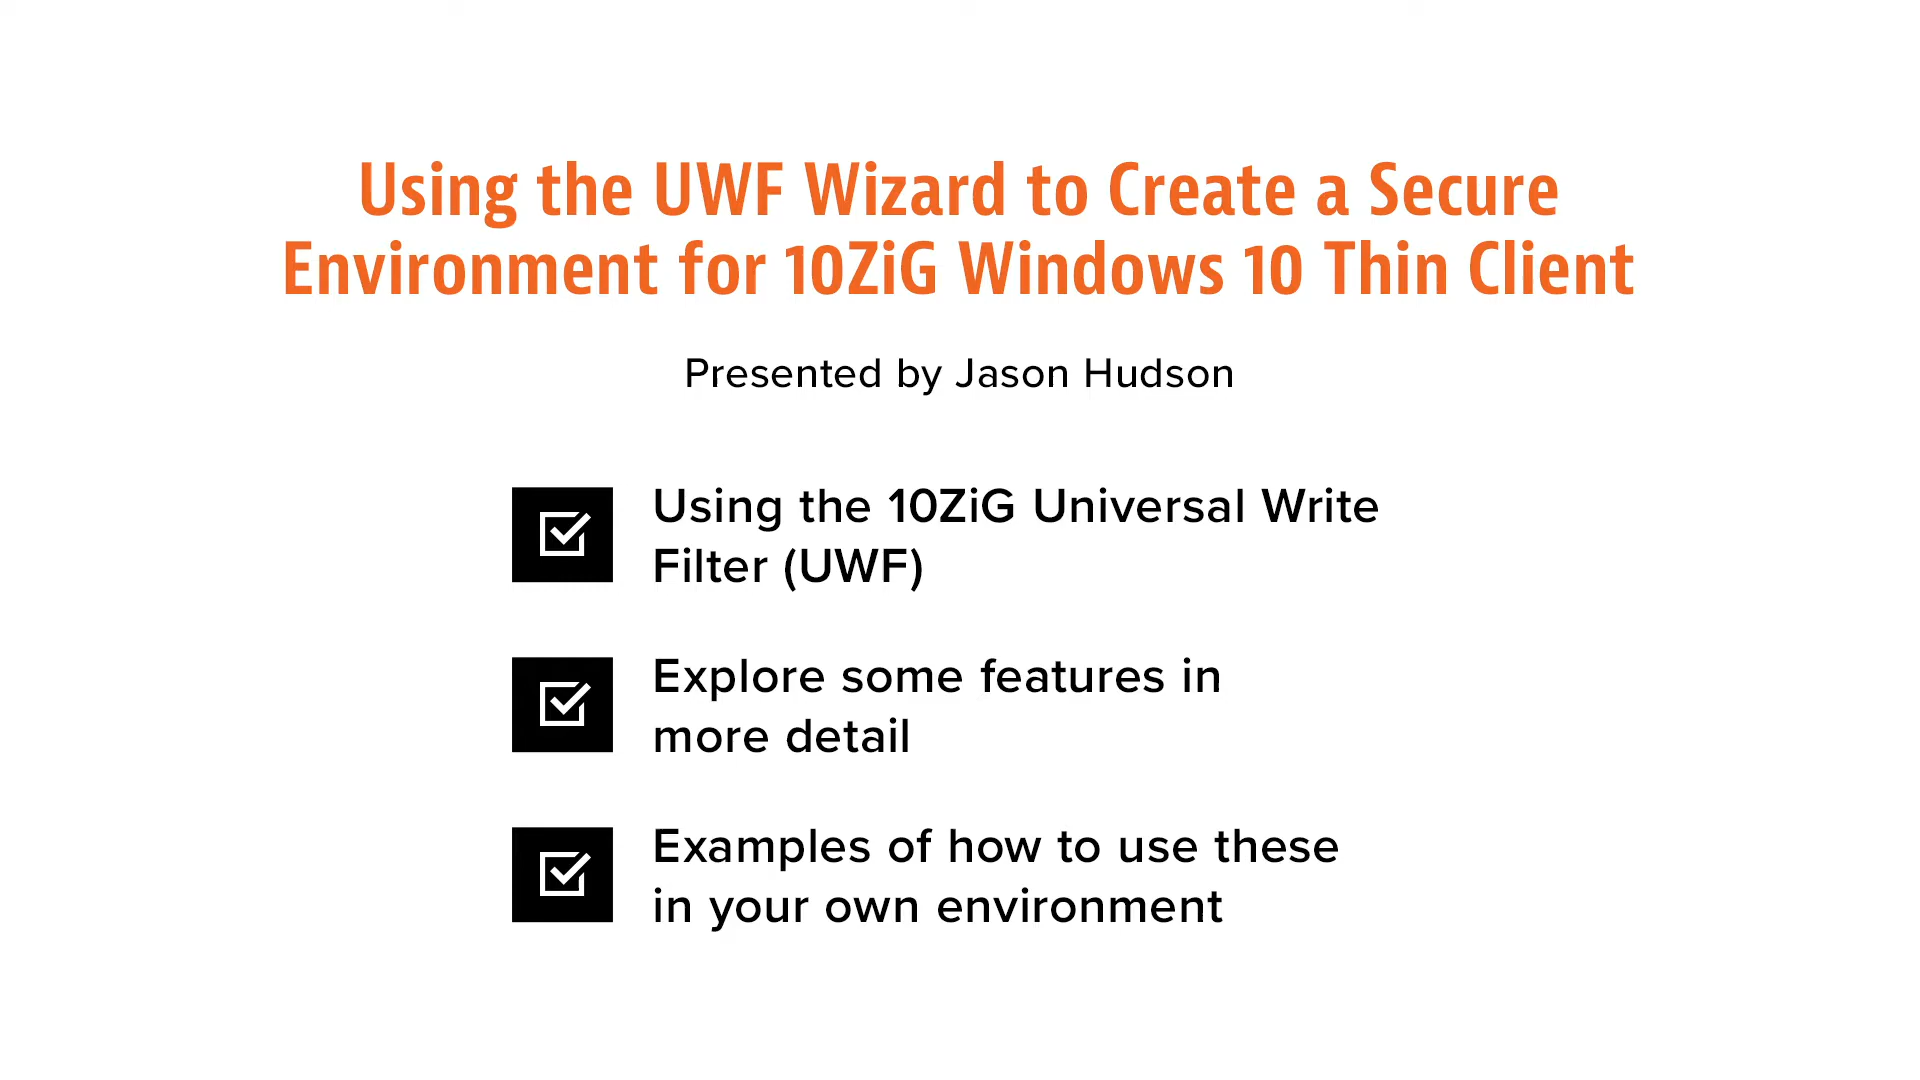 Using the UWF Wizard to Create a Secure
Environment for 10ZiG Windows 10 Thin Client
Presented by Jason Hudson
Using the 10ZiG Universal Write
Filter (UWF)
Explore some features in
more detail
Examples of how to use these
in your own environment